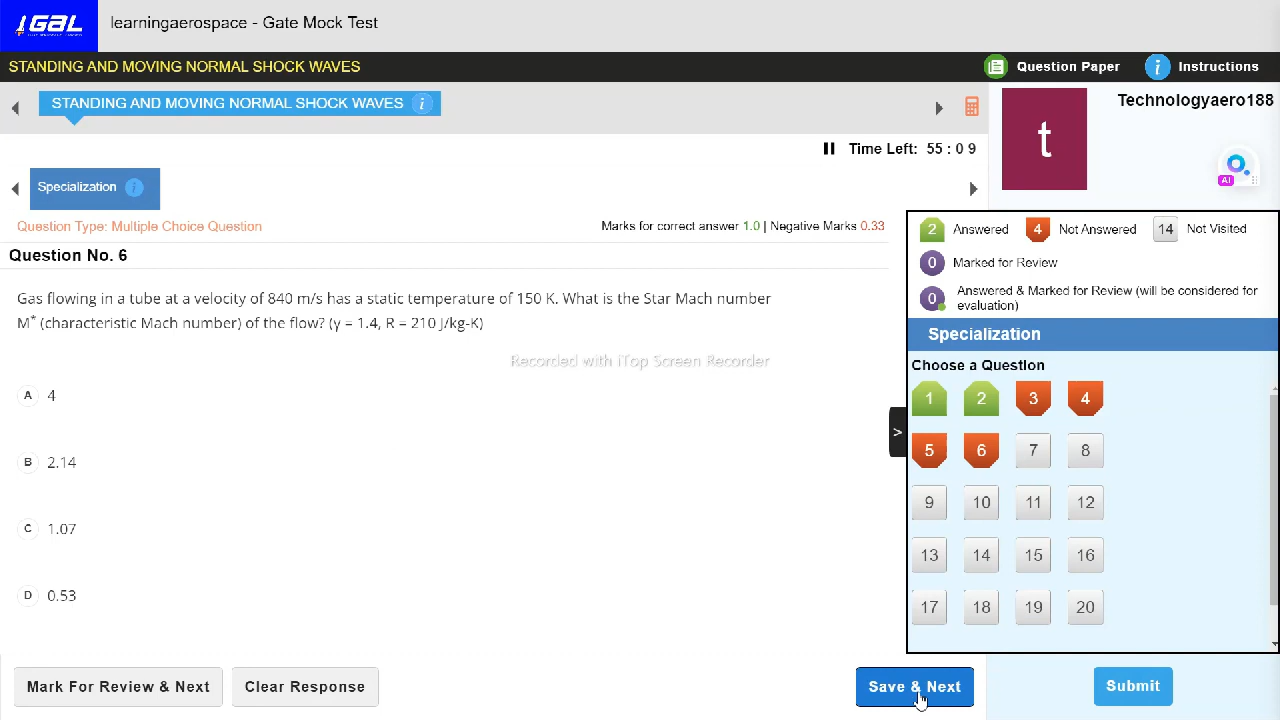 IGAL
learningaerospace - Gate Mock Test
STANDING AND MOVING NORMAL SHOCK WAVES
Question Paper
i
Instructions
STANDING AND MOVING NORMAL SHOCK WAVES i
t
Technologyaero188
AI
Time Left: 55 : 0 9
Specialization i
Question Type: Multiple Choice Question
Marks for correct answer 1.0 | Negative Marks 0.33
Question No. 6
Gas flowing in a tube at a velocity of 840 m/s has a static temperature of 150 K. What is the Star Mach number
M* (characteristic Mach number) of the flow? (γ = 1.4, R = 210 J/kg-K)
Recorded with iTop Screen Recorder
A 4
B 2.14
C 1.07
D 0.53
2 Answered 4 Not Answered 14 Not Visited
0 Marked for Review
0 Answered & Marked for Review (will be considered for
evaluation)
Specialization
Choose a Question
1 2 3 4
>
5 6 7 8
9 10 11 12
13 14 15 16
17 18 19 20
Mark For Review & Next
Clear Response
Save & Next
Submit